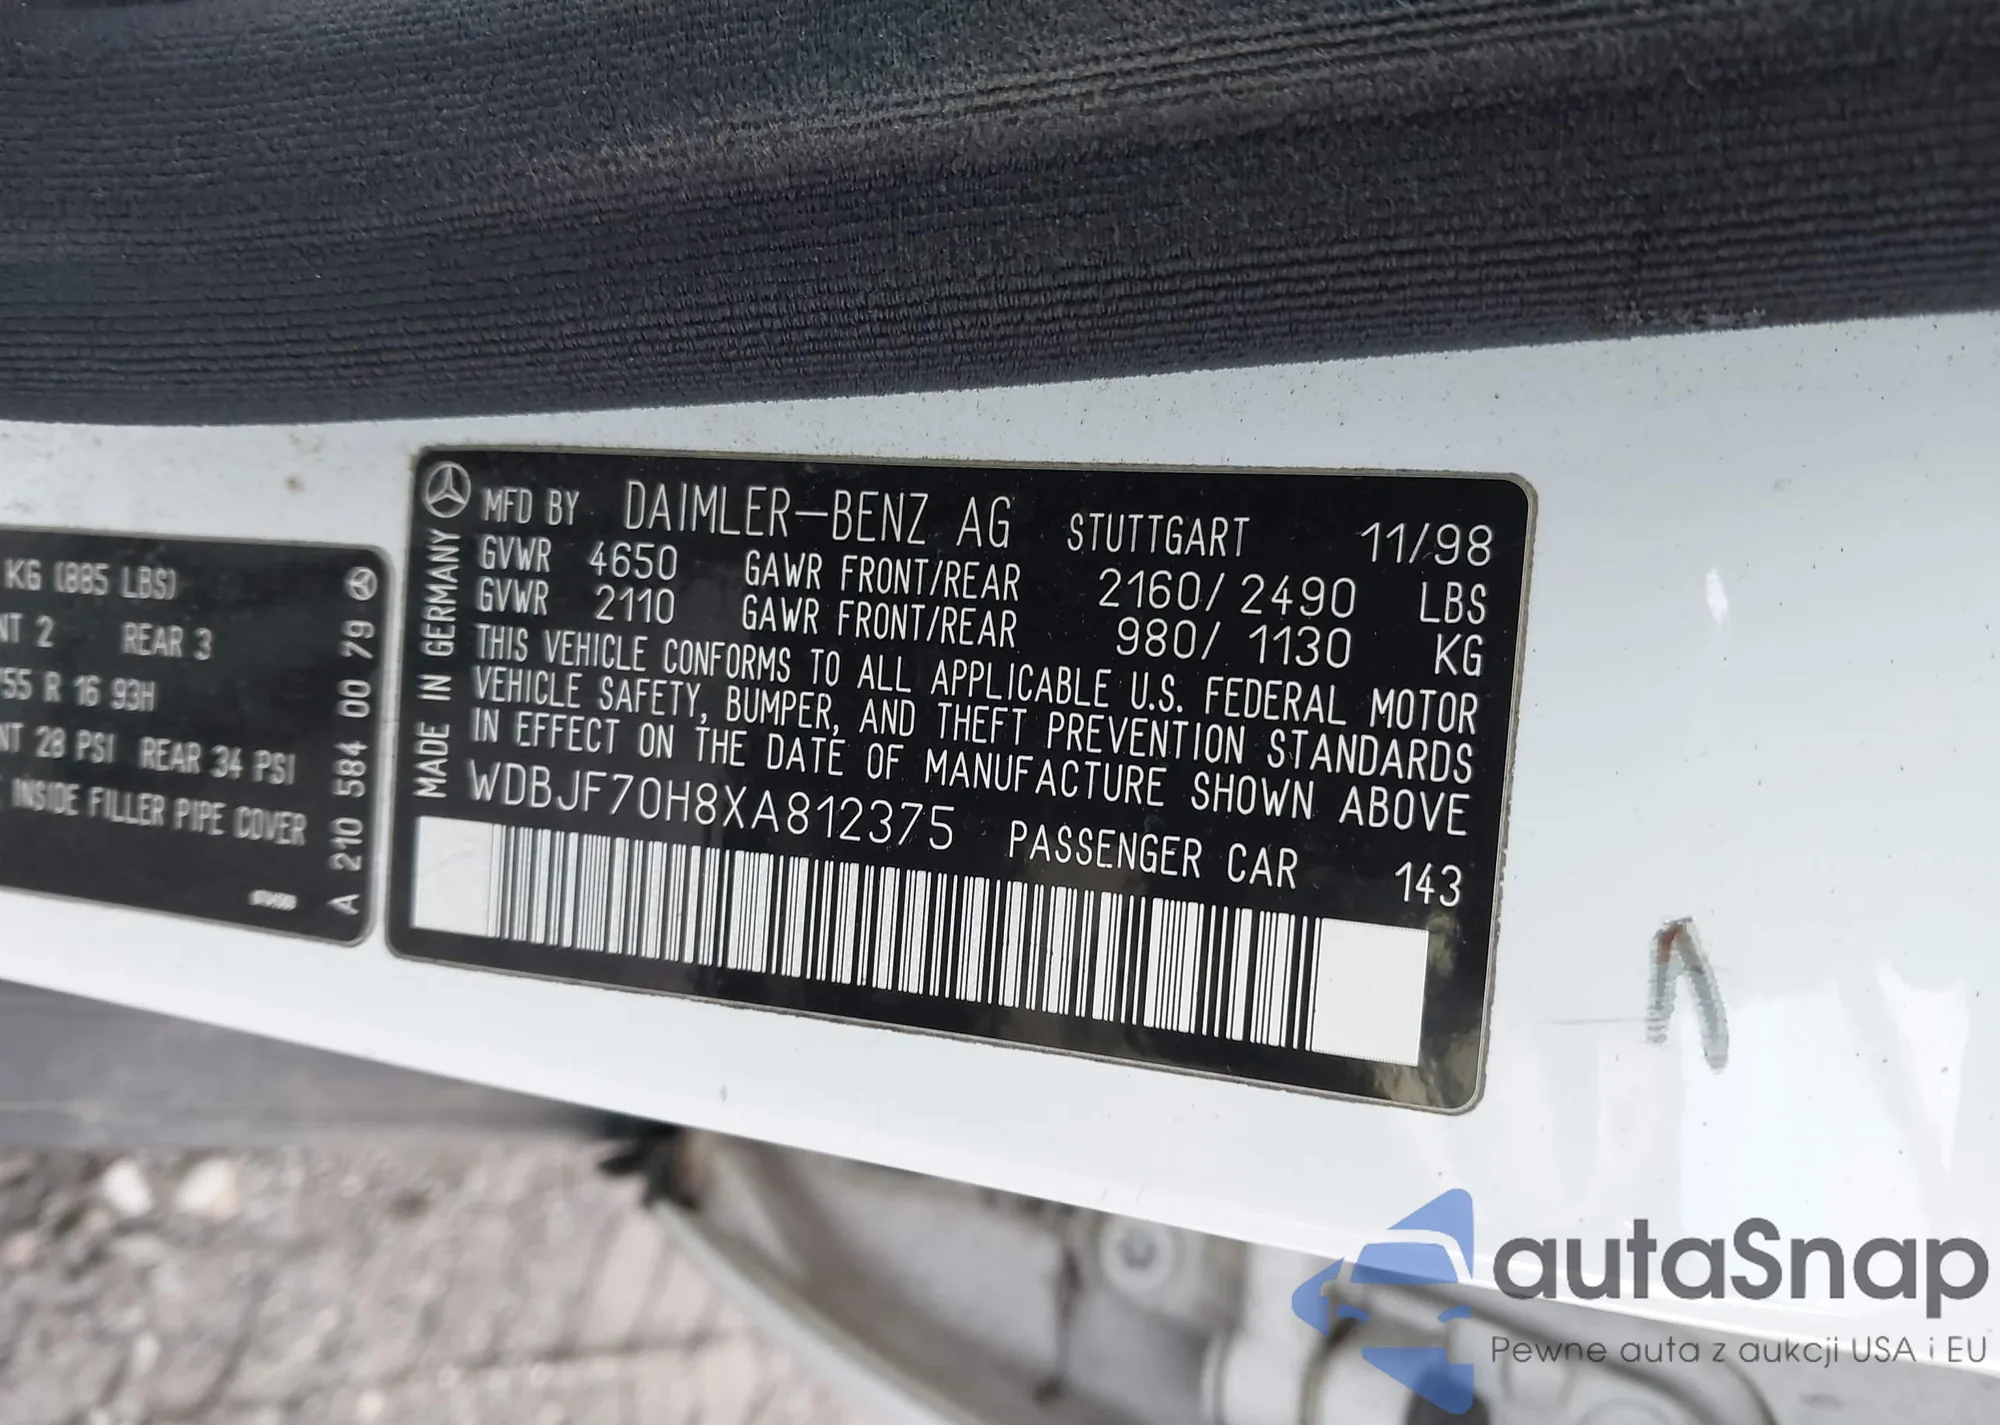 KG (885 LBS)
NT 2 REAR 3
/55 R 16 93H
NT 28 PSI REAR 34 PSI
INSIDE FILLER PIPE COVER
A 210 584 00 79
MADE IN GERMANY
MFD BY DAIMLER-BENZ AG STUTTGART 11/98
GVWR 4650 GAWR FRONT/REAR 2160/ 2490 LBS
GVWR 2110 GAWR FRONT/REAR 980/ 1130 KG
THIS VEHICLE CONFORMS TO ALL APPLICABLE U.S. FEDERAL MOTOR
VEHICLE SAFETY, BUMPER, AND THEFT PREVENTION STANDARDS
IN EFFECT ON THE DATE OF MANUFACTURE SHOWN ABOVE
WDBJF70H8XA812375 PASSENGER CAR 143
autaSnap
Pewne auta z aukcji USA i EU